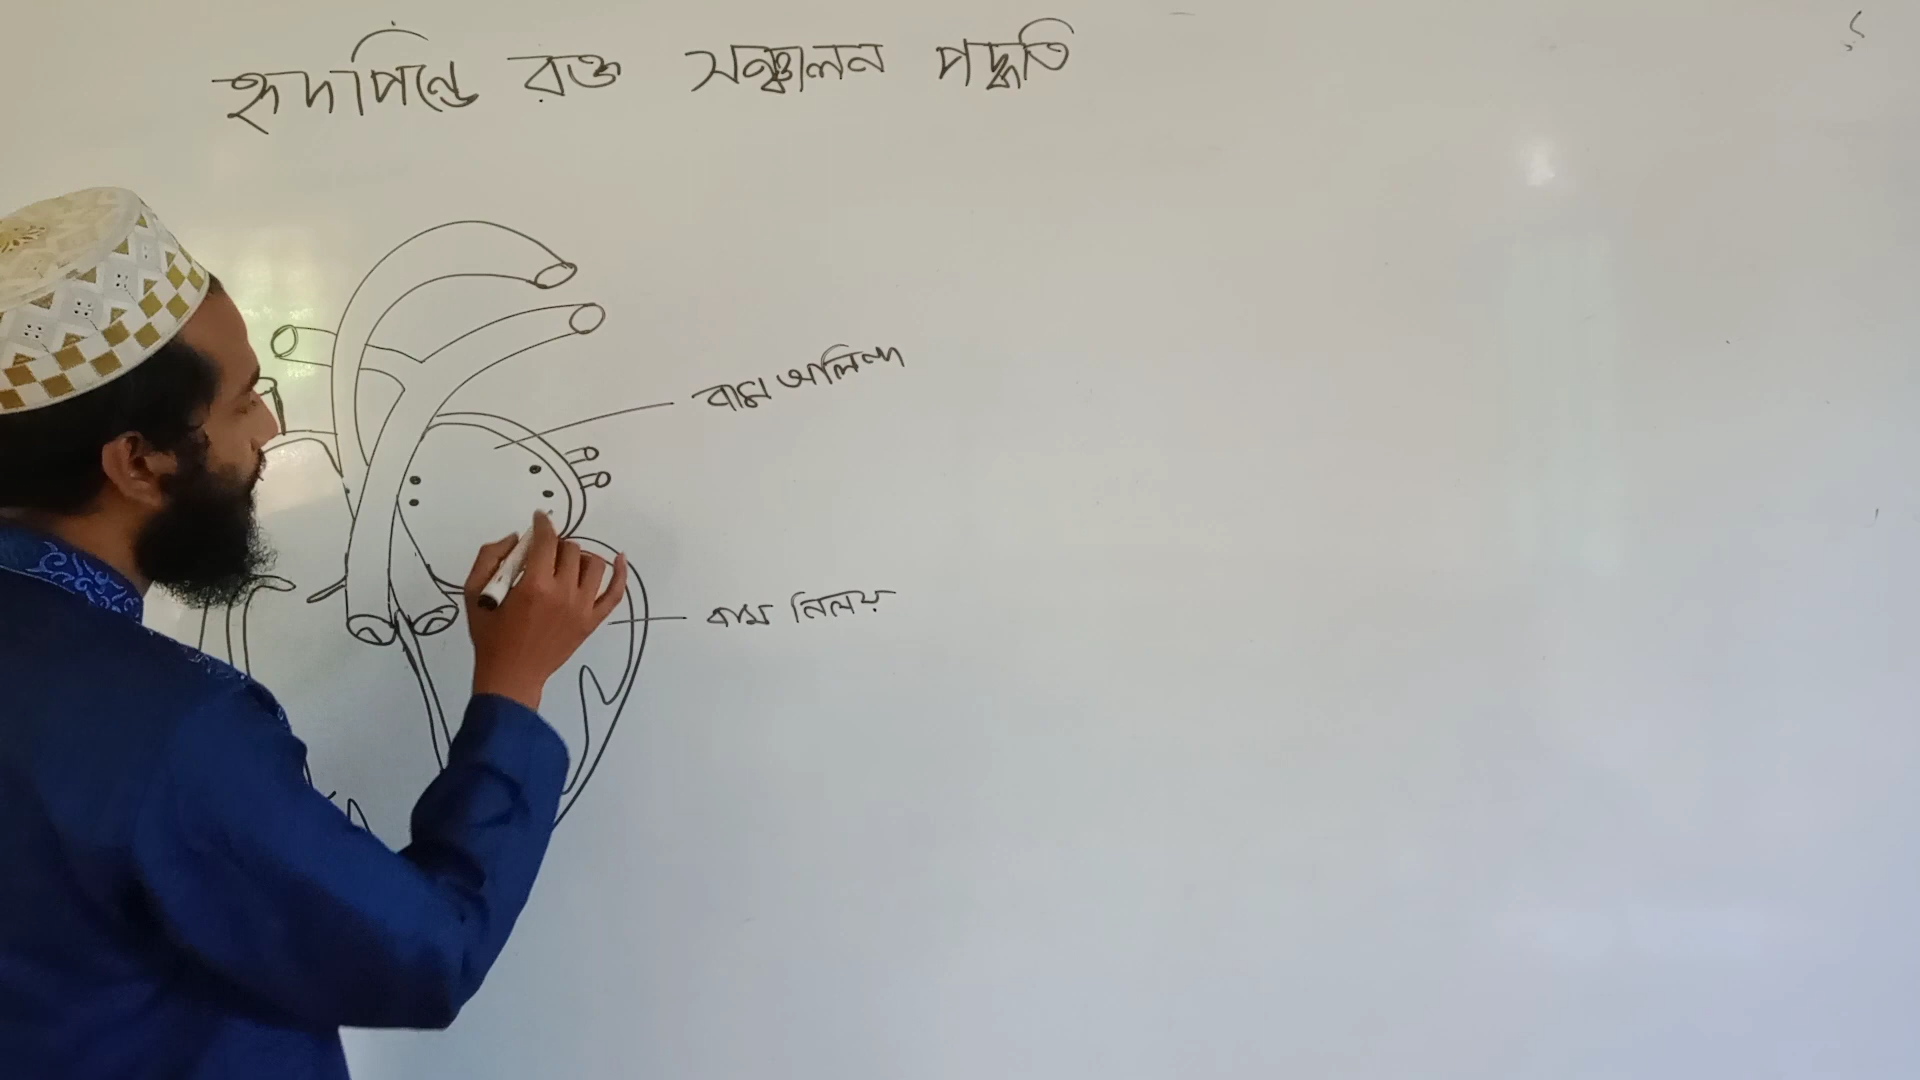 হৃদপিন্ডে রক্ত সঞ্চালন পদ্ধতি
বাম অলিন্দ
বাম নিলয়